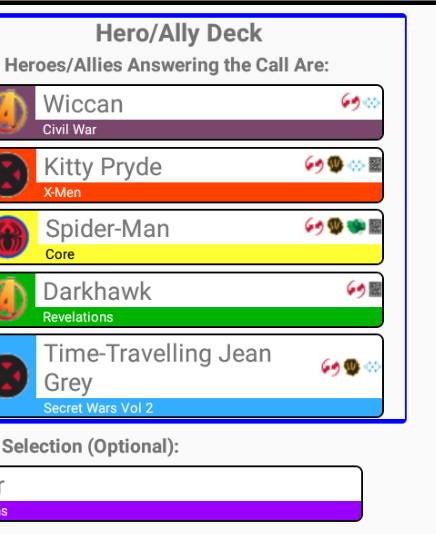 Hero/Ally Deck
Heroes/Allies Answering the Call Are:
Wiccan
Civil War
Kitty Pryde
X-Men
Spider-Man
Core
Darkhawk
Revelations
Time-Travelling Jean
Grey
Secret Wars Vol 2
Selection (Optional):